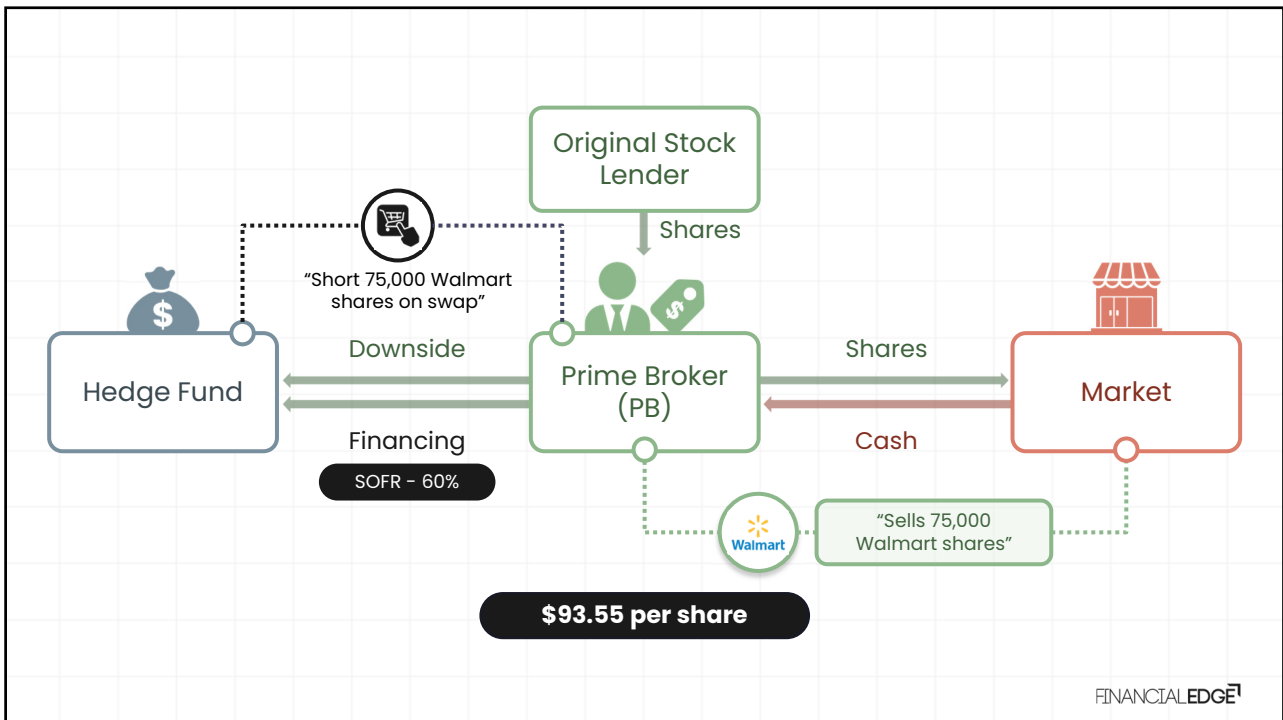 Original Stock
Lender
Shares
"Short 75,000 Walmart
shares on swap"
$
$
Downside
Shares
Hedge Fund
Prime Broker
(PB)
Market
Financing
Cash
SOFR - 60%
Walmart
"Sells 75,000
Walmart shares"
$93.55 per share
FINANCIALEDGE